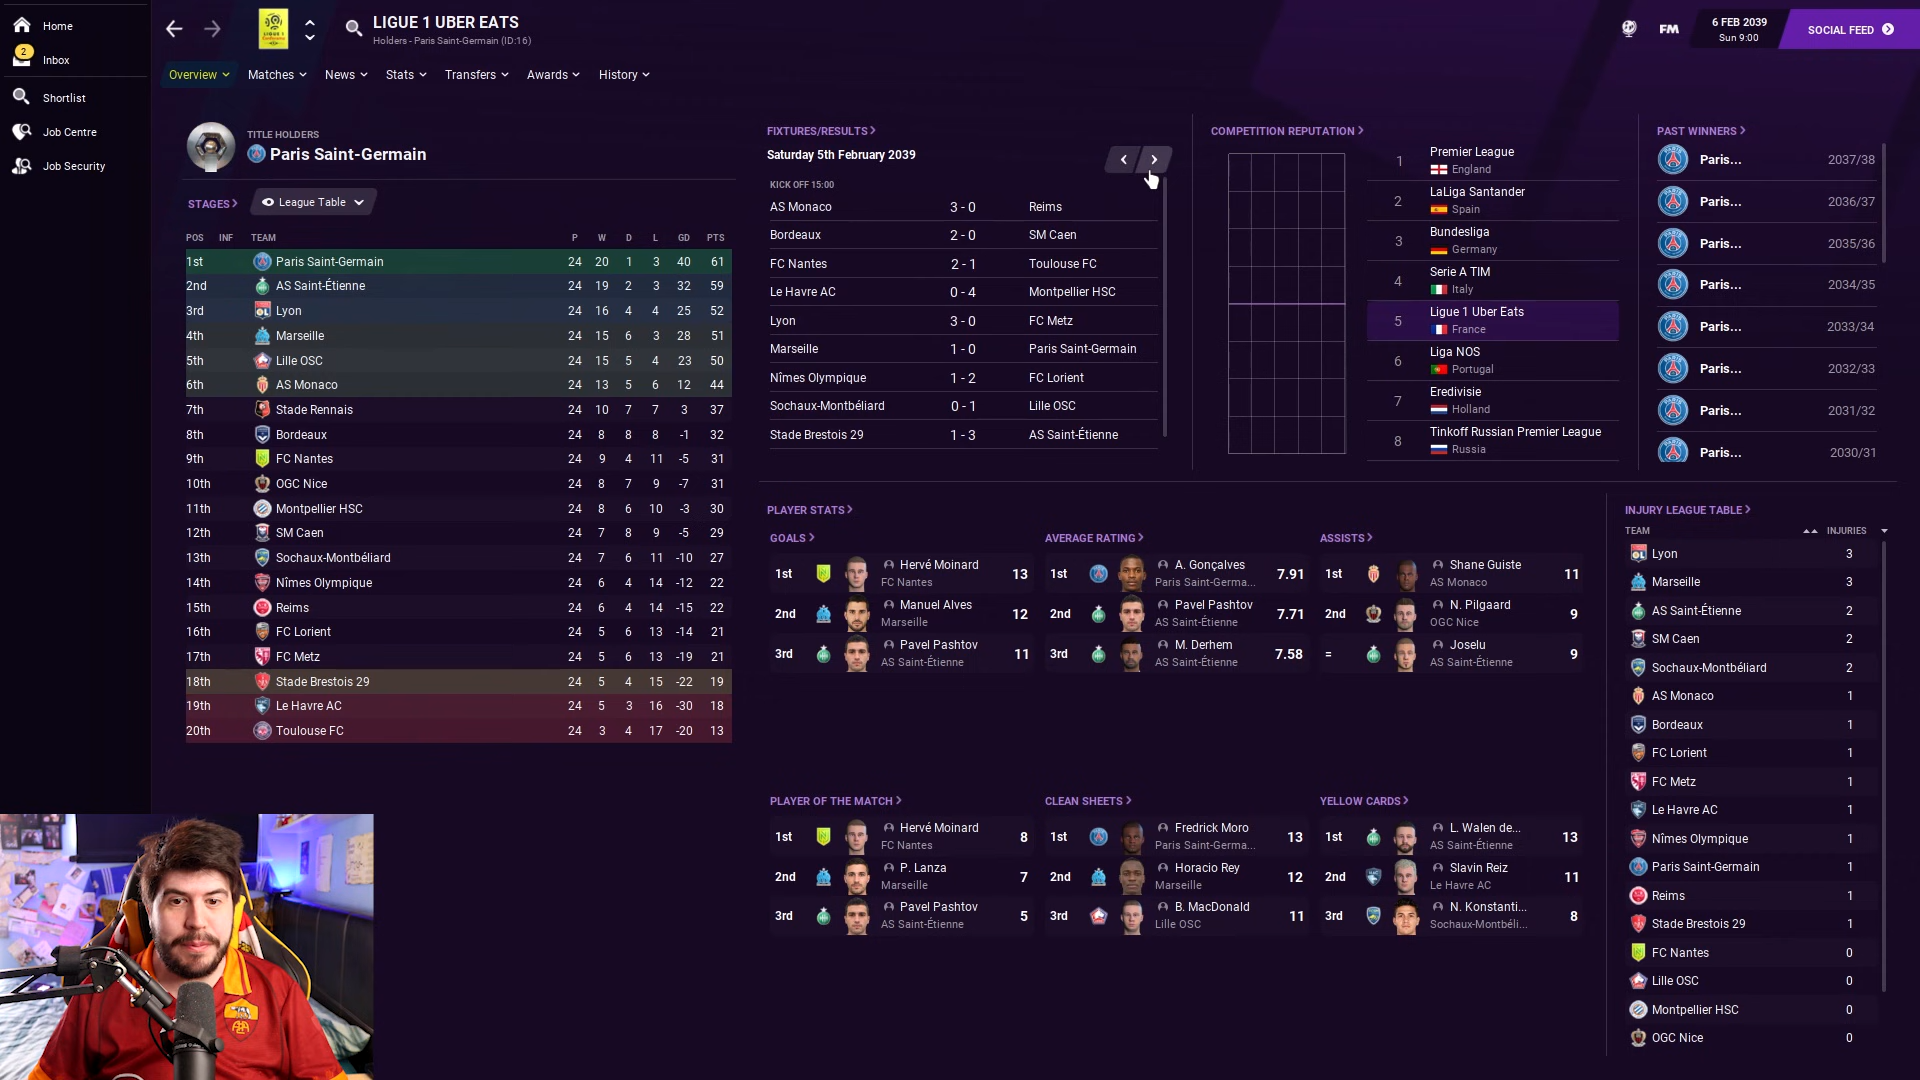 Home
2
Inbox
Shortlist
Job Centre
Job Security
LIGUE 1 UBER EATS
Holders - Paris Saint-Germain (ID:16)
FM
6 FEB 2039
Sun 9:00
SOCIAL FEED
Overview Matches News Stats Transfers Awards History
TITLE HOLDERS
Paris Saint-Germain
STAGES League Table
POS INF TEAM P W D L GD PTS
1st Paris Saint-Germain 24 20 1 3 40 61
2nd AS Saint-Étienne 24 19 2 3 32 59
3rd Lyon 24 16 4 4 25 52
4th Marseille 24 15 6 3 28 51
5th Lille OSC 24 15 5 4 23 50
6th AS Monaco 24 13 5 6 12 44
7th Stade Rennais 24 10 7 7 3 37
8th Bordeaux 24 8 8 8 -1 32
9th FC Nantes 24 9 4 11 -5 31
10th OGC Nice 24 8 7 9 -7 31
11th Montpellier HSC 24 8 6 10 -3 30
12th SM Caen 24 7 8 9 -5 29
13th Sochaux-Montbéliard 24 7 6 11 -10 27
14th Nîmes Olympique 24 6 4 14 -12 22
15th Reims 24 6 4 14 -15 22
16th FC Lorient 24 5 6 13 -14 21
17th FC Metz 24 5 6 13 -19 21
18th Stade Brestois 29 24 5 4 15 -22 19
19th Le Havre AC 24 5 3 16 -30 18
20th Toulouse FC 24 3 4 17 -20 13
FIXTURES/RESULTS
Saturday 5th February 2039
KICK OFF 15:00
AS Monaco 3 - 0 Reims
Bordeaux 2 - 0 SM Caen
FC Nantes 2 - 1 Toulouse FC
Le Havre AC 0 - 4 Montpellier HSC
Lyon 3 - 0 FC Metz
Marseille 1 - 0 Paris Saint-Germain
Nîmes Olympique 1 - 2 FC Lorient
Sochaux-Montbéliard 0 - 1 Lille OSC
Stade Brestois 29 1 - 3 AS Saint-Étienne
COMPETITION REPUTATION
1 Premier League
England
2 LaLiga Santander
Spain
3 Bundesliga
Germany
4 Serie A TIM
Italy
5 Ligue 1 Uber Eats
France
6 Liga NOS
Portugal
7 Eredivisie
Holland
8 Tinkoff Russian Premier League
Russia
PAST WINNERS
Paris... 2037/38
Paris... 2036/37
Paris... 2035/36
Paris... 2034/35
Paris... 2033/34
Paris... 2032/33
Paris... 2031/32
Paris... 2030/31
PLAYER STATS
GOALS
1st Hervé Moinard 13
FC Nantes
2nd Manuel Alves 12
Marseille
3rd Pavel Pashtov 11
AS Saint-Étienne
AVERAGE RATING
1st A. Gonçalves 7.91
Paris Saint-Germa...
2nd Pavel Pashtov 7.71
AS Saint-Étienne
3rd M. Derhem 7.58
AS Saint-Étienne
ASSISTS
1st Shane Guiste 11
AS Monaco
2nd N. Pilgaard 9
OGC Nice
= Joselu 9
AS Saint-Étienne
PLAYER OF THE MATCH
1st Hervé Moinard 8
FC Nantes
2nd P. Lanza 7
Marseille
3rd Pavel Pashtov 5
AS Saint-Étienne
CLEAN SHEETS
1st Fredrick Moro 13
Paris Saint-Germa...
2nd Horacio Rey 12
Marseille
3rd B. MacDonald 11
Lille OSC
YELLOW CARDS
1st L. Walen de... 13
AS Saint-Étienne
2nd Slavin Reiz 11
Le Havre AC
3rd N. Konstanti... 8
Sochaux-Montbéli...
INJURY LEAGUE TABLE
TEAM INJURIES
Lyon 3
Marseille 3
AS Saint-Étienne 2
SM Caen 2
Sochaux-Montbéliard 2
AS Monaco 1
Bordeaux 1
FC Lorient 1
FC Metz 1
Le Havre AC 1
Nîmes Olympique 1
Paris Saint-Germain 1
Reims 1
Stade Brestois 29 1
FC Nantes 0
Lille OSC 0
Montpellier HSC 0
OGC Nice 0